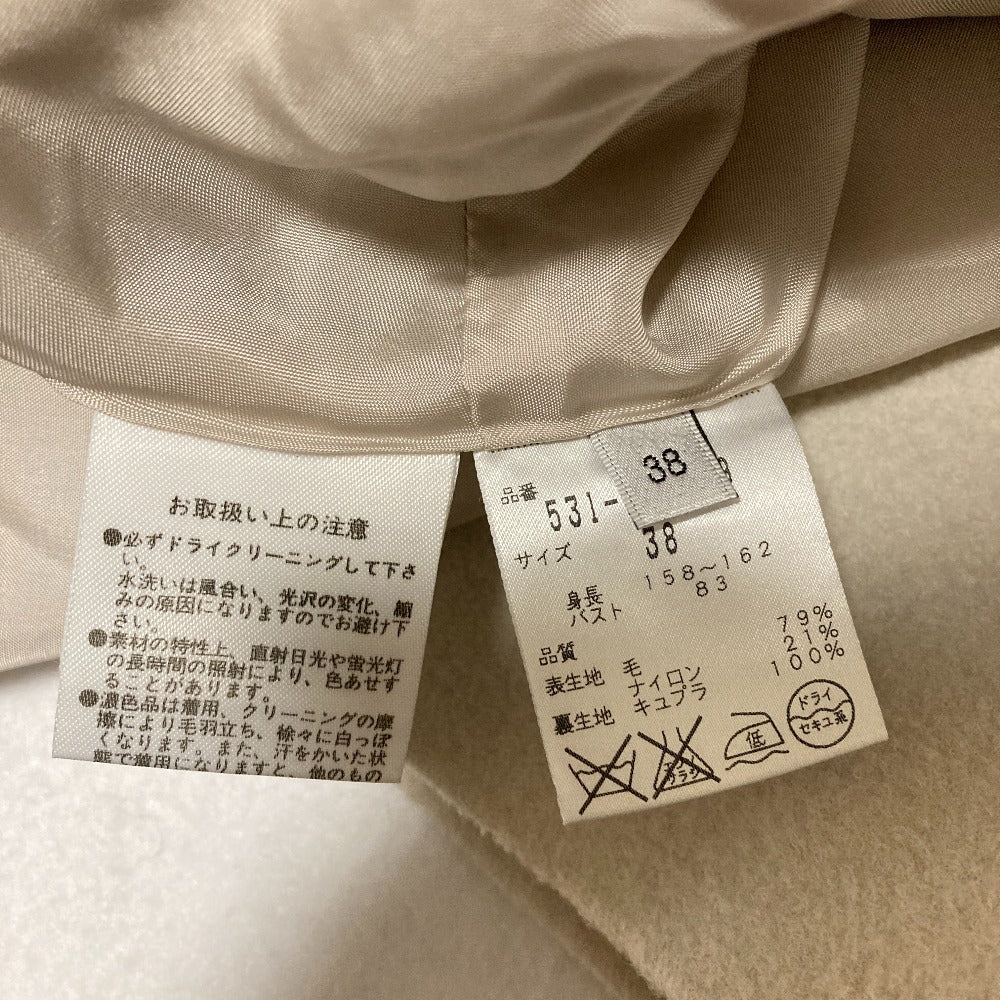 お取扱い上の注意
●必ずドライクリーニングして下さ
い。
水洗いは風合い、光沢の変化、縮
みの原因になりますのでお避け下
さい。
●素材の特性上、直射日光や蛍光灯
の長時間の照射により、色あせす
ることがあります。
●濃色品は着用、クリーニングの摩
擦により毛羽立ち、徐々に白っぽ
くなります。また、汗をかいた状
態で着用になりますと、他のもの
38
品番 531-
サイズ 38
身長 158～162
バスト 83
品質
表生地 毛 79%
ナイロン 21%
裏生地 キュプラ 100%
サラシ
低
ドライ
セキユ系